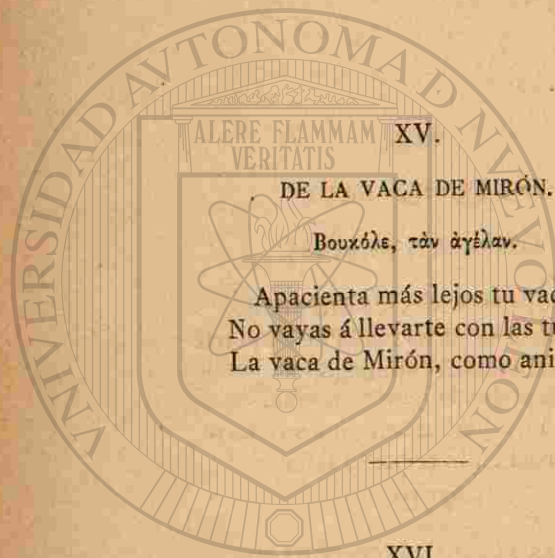 UNIVERSIDAD AUTONOMA DE NUEVO LEON
ALERE FLAMMAM
VERITATIS
XV.
DE LA VACA DE MIRÓN.
Βουκόλε, τὰν ἀγέλαν.
Apacienta más lejos tu vac
No vayas á llevarte con las tu
La vaca de Mirón, como ani
XVI